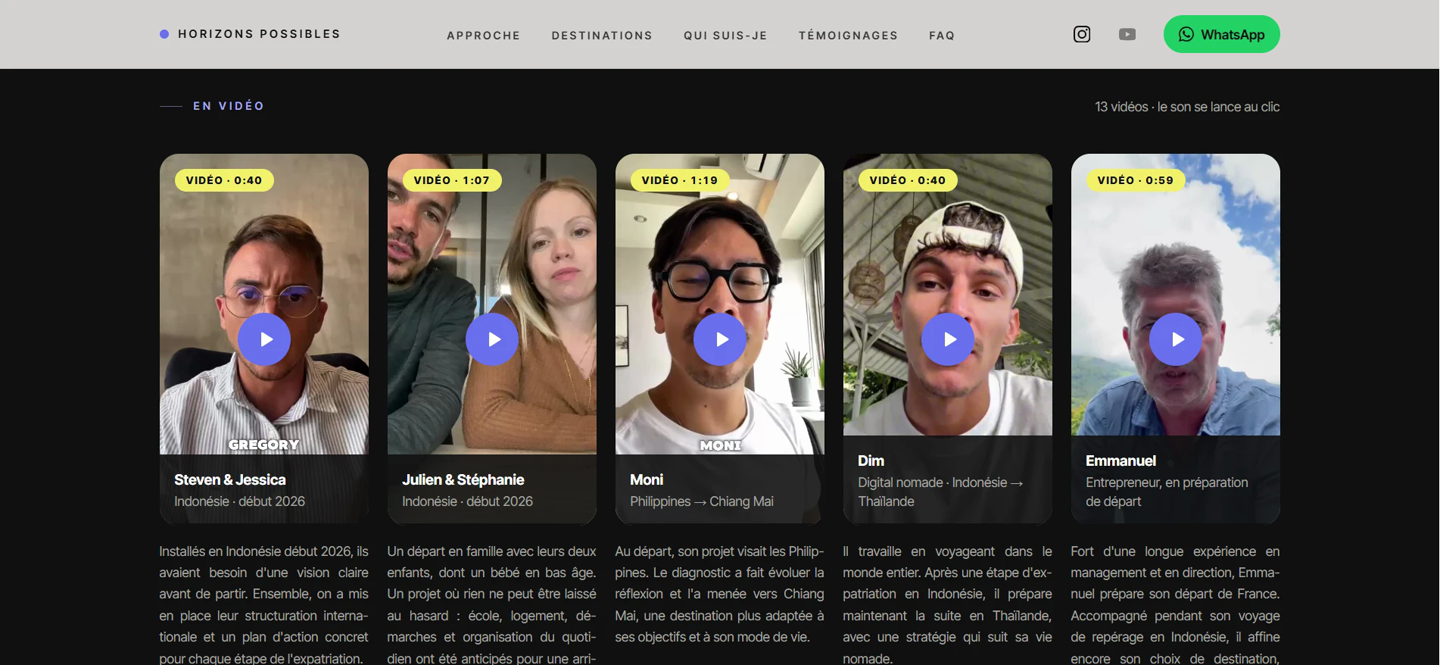 HORIZONS POSSIBLES
APPROCHE
DESTINATIONS
QUI SUIS-JE
TÉMOIGNAGES
FAQ
WhatsApp
EN VIDÉO
13 vidéos · le son se lance au clic
VIDÉO · 0:40
GREGORY
Steven & Jessica
Indonésie · début 2026
Installés en Indonésie début 2026, ils
avaient besoin d'une vision claire
avant de partir. Ensemble, on a mis
en place leur structuration interna-
tionale et un plan d'action concret
pour chaque étape de l'expatriation.
VIDÉO · 1:07
Julien & Stéphanie
Indonésie · début 2026
Un départ en famille avec leurs deux
enfants, dont un bébé en bas âge.
Un projet où rien ne peut être laissé
au hasard : école, logement, dé-
marches et organisation du quoti-
dien ont été anticipés pour une arri-
VIDÉO · 1:19
MONI
Moni
Philippines → Chiang Mai
Au départ, son projet visait les Philip-
pines. Le diagnostic a fait évoluer la
réflexion et l'a menée vers Chiang
Mai, une destination plus adaptée à
ses objectifs et à son mode de vie.
VIDÉO · 0:40
Dim
Digital nomade · Indonésie →
Thaïlande
Il travaille en voyageant dans le
monde entier. Après une étape d'ex-
patriation en Indonésie, il prépare
maintenant la suite en Thaïlande,
avec une stratégie qui suit sa vie
nomade.
VIDÉO · 0:59
Emmanuel
Entrepreneur, en préparation
de départ
Fort d'une longue expérience en
management et en direction, Emma-
nuel prépare son départ de France.
Accompagné pendant son voyage
de repérage en Indonésie, il affine
encore son choix de destination,